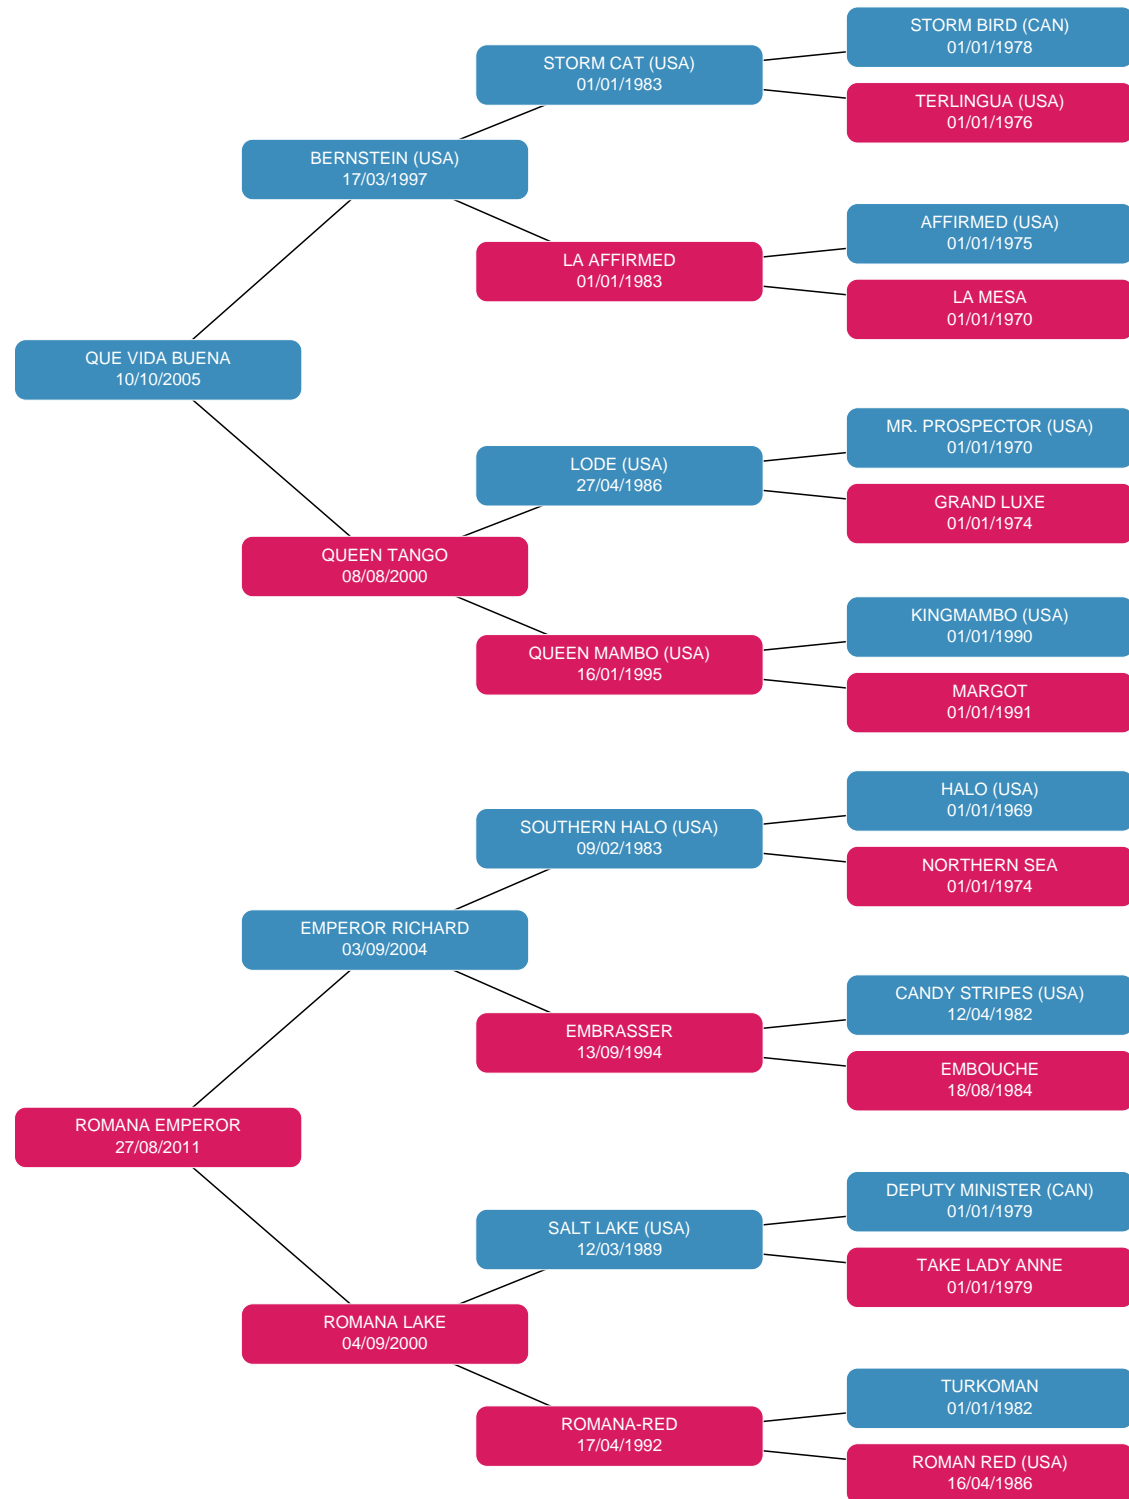 STORM BIRD (CAN)
01/01/1978
STORM CAT (USA)
01/01/1983
TERLINGUA (USA)
01/01/1976
BERNSTEIN (USA)
17/03/1997
AFFIRMED (USA)
01/01/1975
LA AFFIRMED
01/01/1983
LA MESA
01/01/1970
QUE VIDA BUENA
10/10/2005
MR. PROSPECTOR (USA)
01/01/1970
LODE (USA)
27/04/1986
GRAND LUXE
01/01/1974
QUEEN TANGO
08/08/2000
KINGMAMBO (USA)
01/01/1990
QUEEN MAMBO (USA)
16/01/1995
MARGOT
01/01/1991
HALO (USA)
01/01/1969
SOUTHERN HALO (USA)
09/02/1983
NORTHERN SEA
01/01/1974
EMPEROR RICHARD
03/09/2004
CANDY STRIPES (USA)
12/04/1982
EMBRASSER
13/09/1994
EMBOUCHE
18/08/1984
ROMANA EMPEROR
27/08/2011
DEPUTY MINISTER (CAN)
01/01/1979
SALT LAKE (USA)
12/03/1989
TAKE LADY ANNE
01/01/1979
ROMANA LAKE
04/09/2000
TURKOMAN
01/01/1982
ROMANA-RED
17/04/1992
ROMAN RED (USA)
16/04/1986